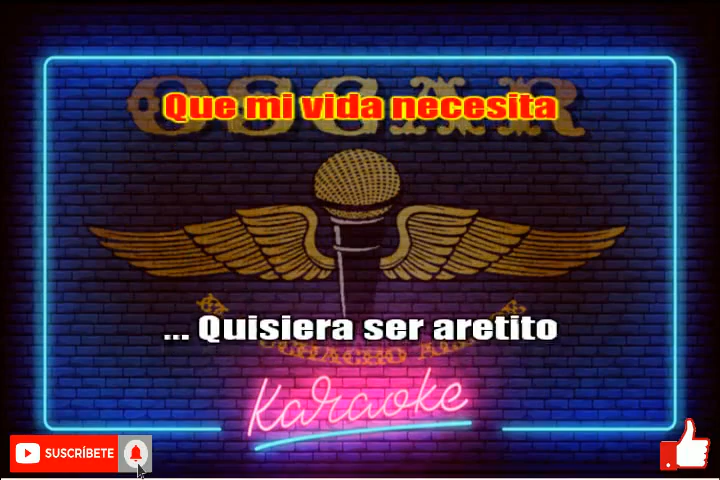 OSCAR
Que mi vida necesita
... Quisiera ser aretito
Karaoke
SUSCRÍBETE